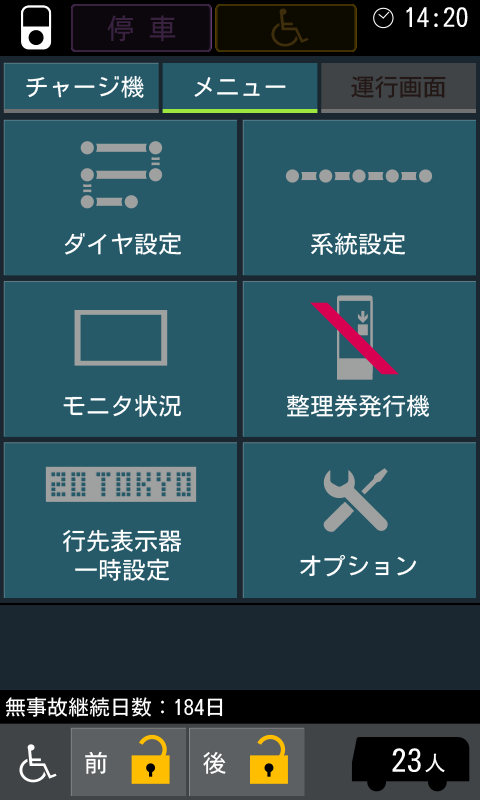 停車
14:20
チャージ機
メニュー
運行画面
ダイヤ設定
系統設定
モニタ状況
整理券発行機
20 TOKYO
行先表示器
一時設定
オプション
無事故継続日数：184日
前
後
23人